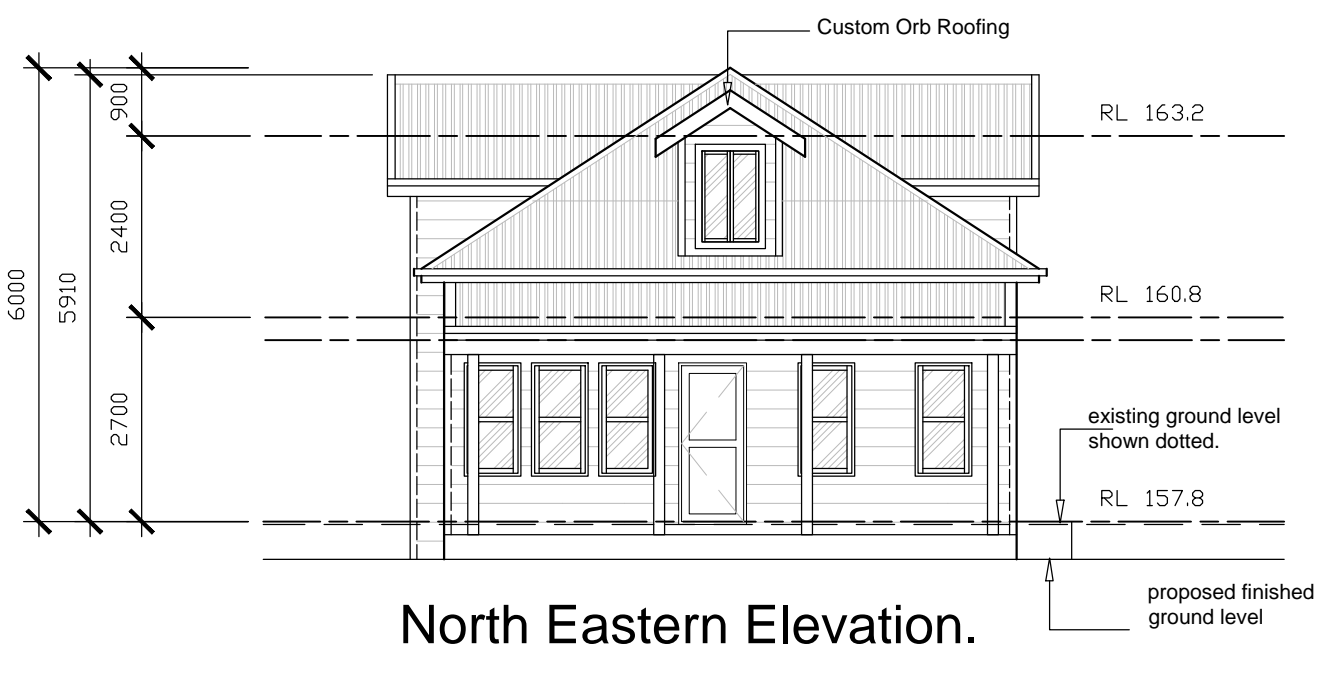 Custom Orb Roofing
900
RL 163.2
2400
6000
5910
RL 160.8
2700
existing ground level
shown dotted.
RL 157.8
proposed finished
ground level
North Eastern Elevation.